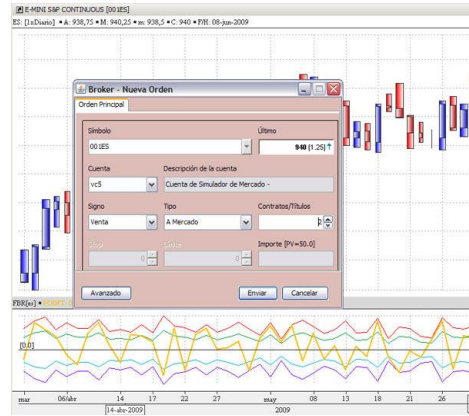 E-MINI S&P CONTINUOUS [001ES]
ES: [1xDiario] • A: 938,75 • M: 940,25 • m: 938,5 • C: 940 • F/H: 08-jun-2009
Broker - Nueva Orden
Orden Principal
Símbolo Último
001ES 940 [1,25]
Cuenta Descripción de la cuenta
vc5 Cuenta de Simulador de Mercado -
Signo Tipo Contratos/Títulos
Venta A Mercado
Importe [PV=50.0]
0 0
Avanzado Enviar Cancelar
FBR[es] •
[0,0]
mar 06/abr 14 17 22 27 may 08 13 18 21 26
14-abr-2009 2009